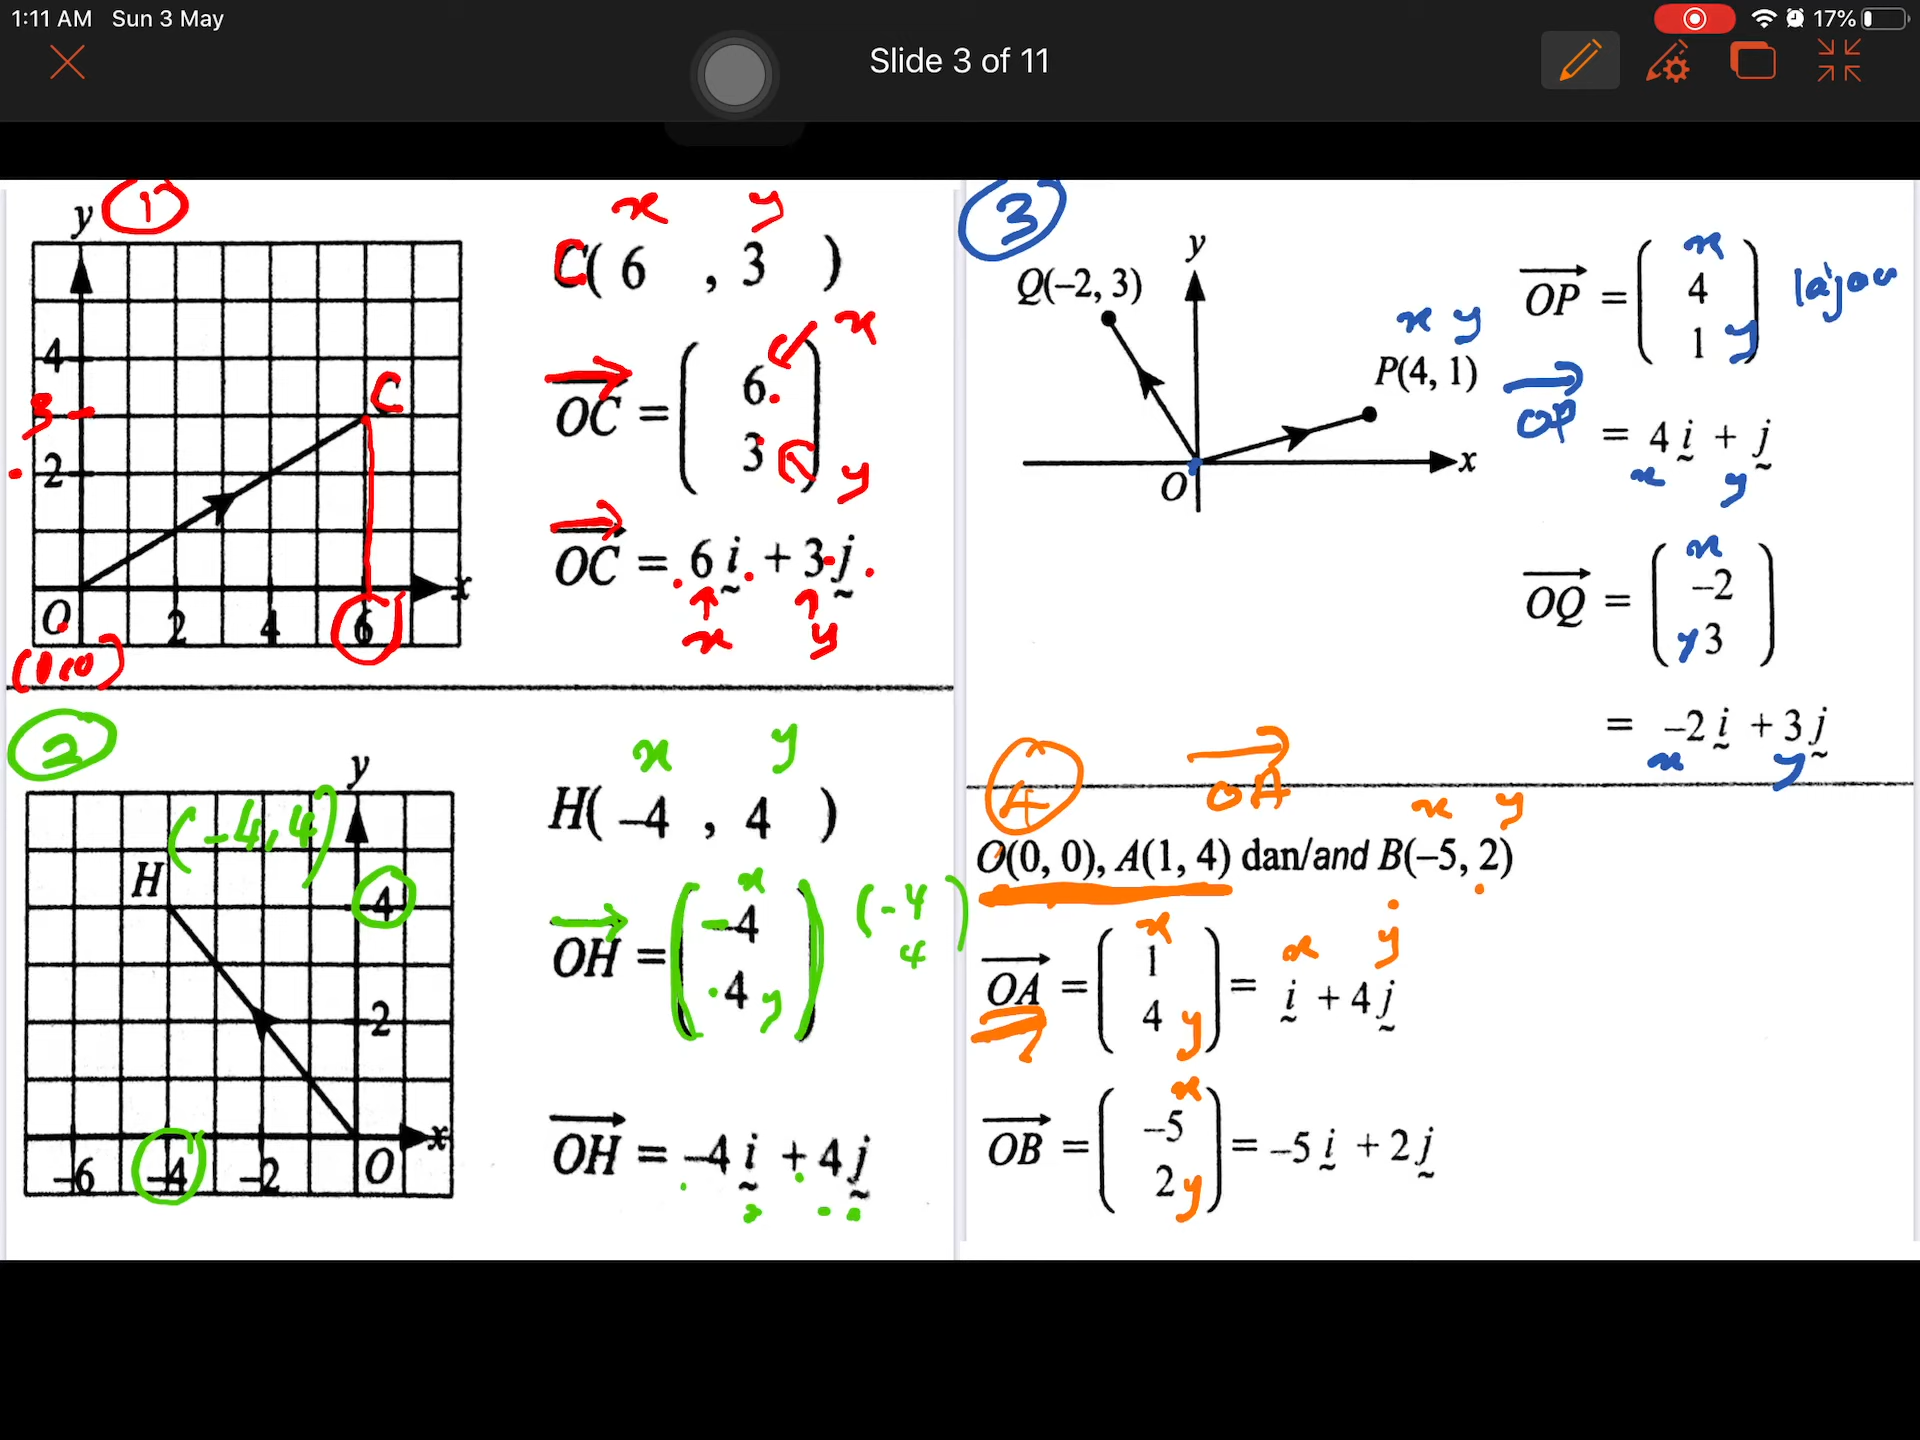 1:11 AM Sun 3 May
17%
Slide 3 of 11
1
y
4
3
2
C
O
2 4 6
x
(0,0)
x y
C( 6 , 3 )
OC = ( 6 3 )
x
y
OC = 6 i + 3 j
x y
2
y
(-4,4)
H
4
2
x
-6 -4 -2 O
x y
H( -4 , 4 )
OH = ( -4 4 )
x
y
(-4 4)
OH = -4 i + 4 j
3
y
Q(-2, 3)
x y
P(4, 1)
x
O
OP = ( 4 1 )
x
y
lajar
OP
= 4 i + j
x y
OQ = ( -2 3 )
x
y
= -2 i + 3 j
x y
4
OA
x y
O(0, 0), A(1, 4) dan/and B(-5, 2)
OA = ( 1 4 ) = i + 4 j
x
y
x y
OB = ( -5 2 ) = -5 i + 2 j
x
y